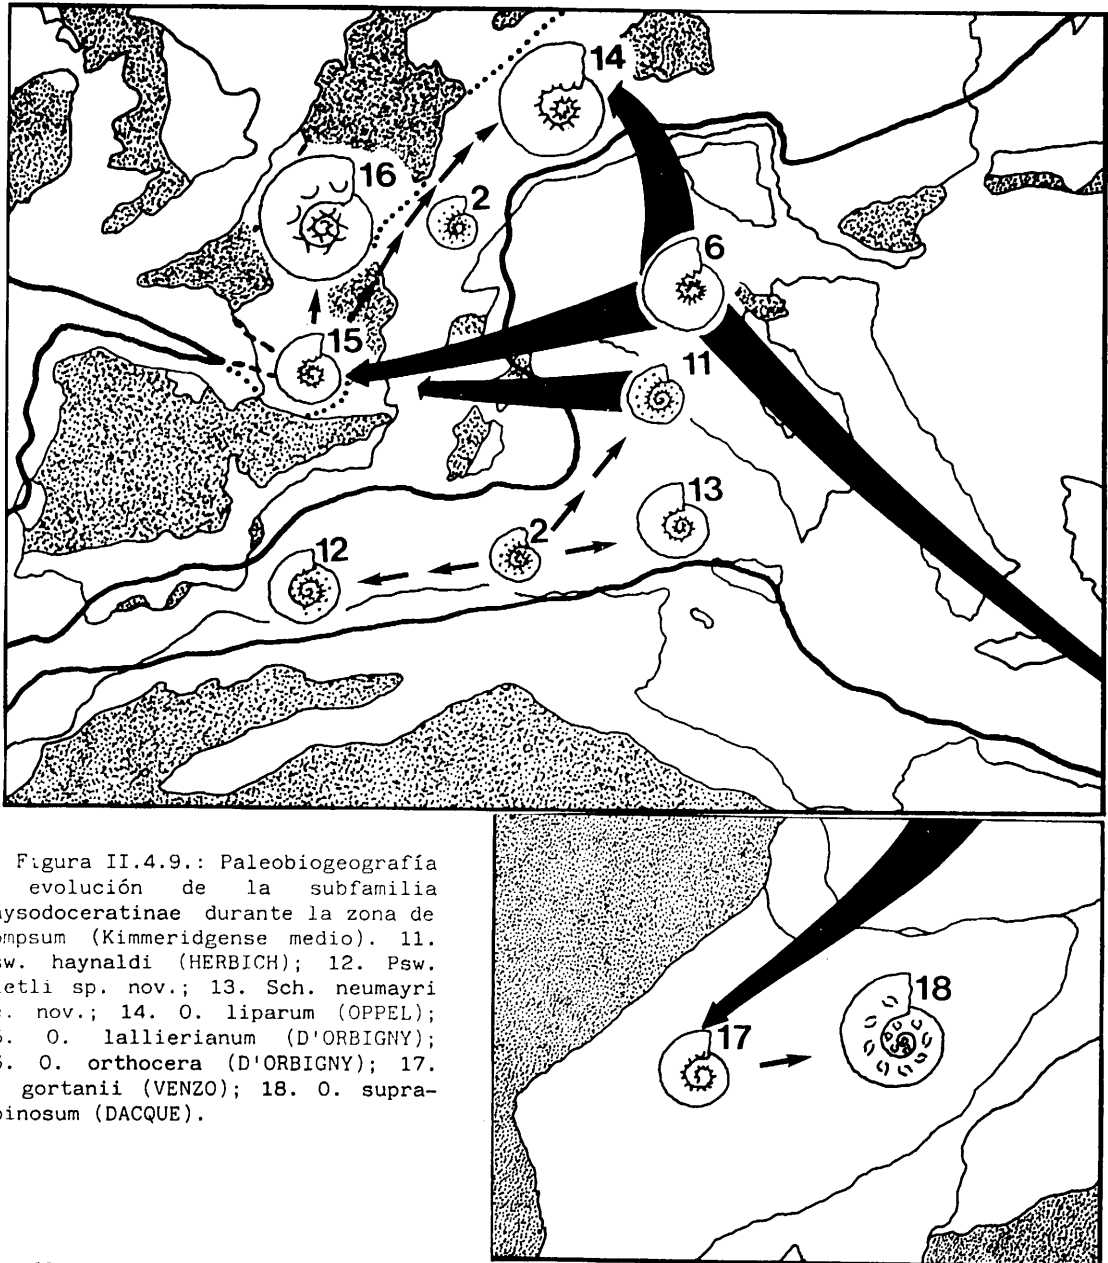 14
16
2
6
15
11
13
2
12
Figura II.4.9.: Paleobiogeografía
evolución de la subfamilia
ysodoceratinae durante la zona de
mpsum (Kimmeridgense medio). 11.
w. haynaldi (HERBICH); 12. Psw.
etli sp. nov.; 13. Sch. neumayri
. nov.; 14. O. liparum (OPPEL);
. O. lallierianum (D'ORBIGNY);
. O. orthocera (D'ORBIGNY); 17.
gortanii (VENZO); 18. O. supra-
inosum (DACQUE).
18
17